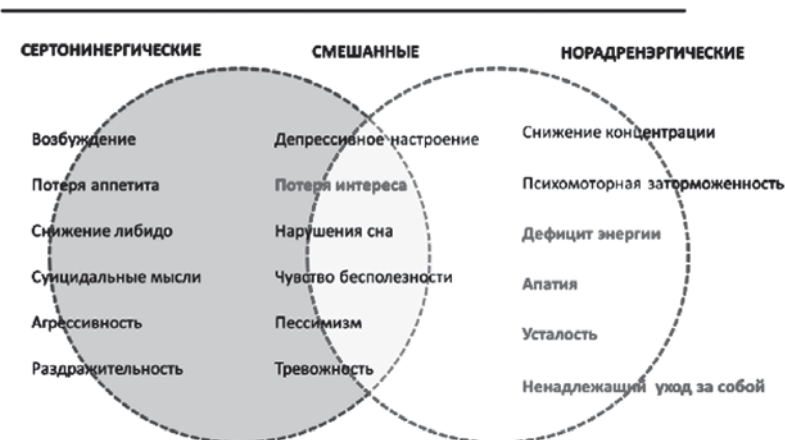 СЕРТОНИНЕРГИЧЕСКИЕ
Возбуждение
Потеря аппетита
Снижение либидо
Суицидальные мысли
Агрессивность
Раздражительность
СМЕШАННЫЕ
Депрессивное настроение
Потеря интереса
Нарушения сна
Чувство бесполезности
Пессимизм
Тревожность
НОРАДРЕНЭРГИЧЕСКИЕ
Снижение концентрации
Психомоторная заторможенность
Дефицит энергии
Апатия
Усталость
Ненадлежащий уход за собой